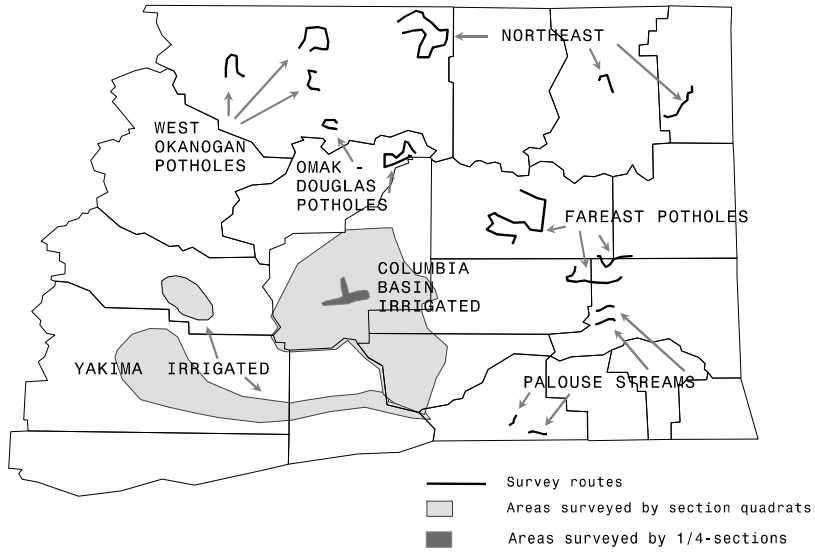 NORTHEAST
WEST
OKANOGAN
POTHOLES
OMAK -
DOUGLAS
POTHOLES
FAREAST POTHOLES
COLUMBIA
BASIN
IRRIGATED
YAKIMA IRRIGATED
PALOUSE STREAMS
Survey routes
Areas surveyed by section quadrats
Areas surveyed by 1/4-sections